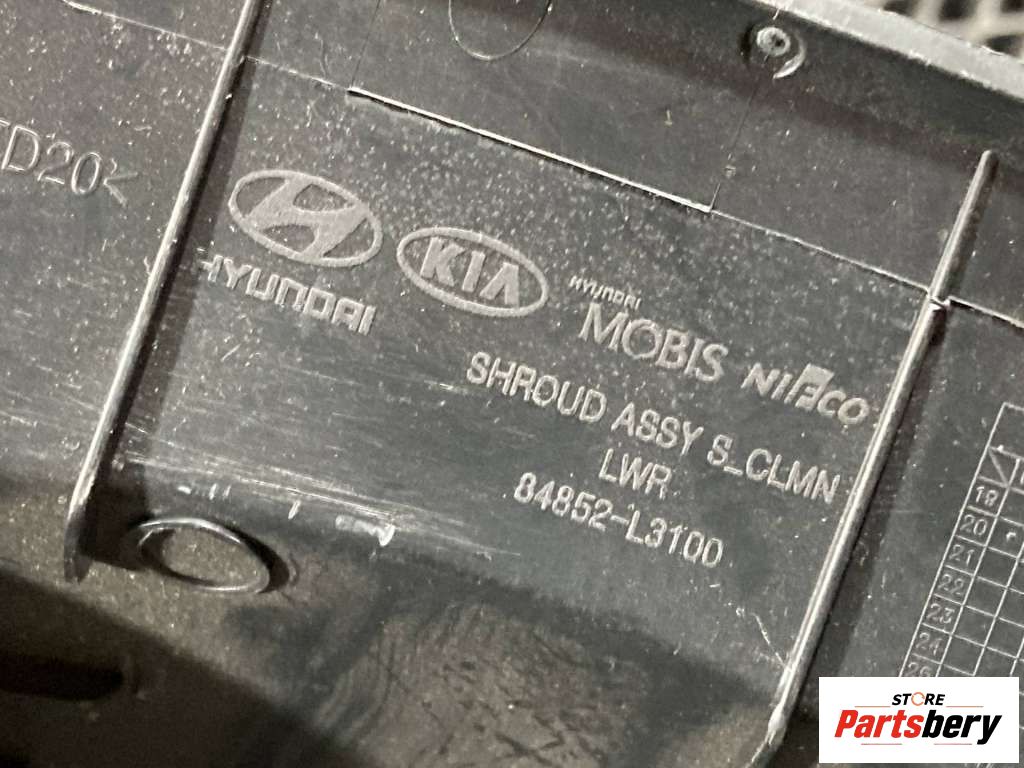 TD20<
HYUNDAI
KIA
HYUNDAI
MOBIS NIFCO
SHROUD ASSY S_CLMN
LWR
84852-L3100
19
20
21
22
23
24
STORE
Partsbery